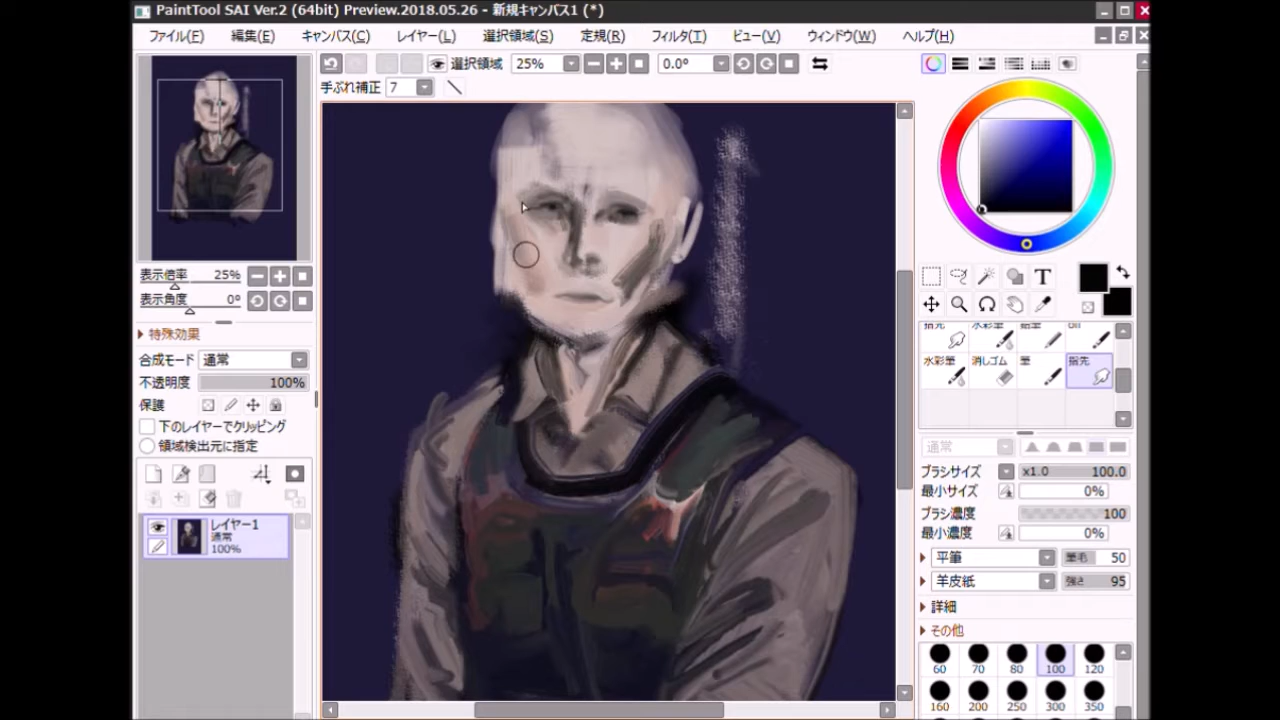 PaintTool SAI Ver.2 (64bit) Preview.2018.05.26 - 新規キャンバス1 (*)
ファイル(F) 編集(E) キャンバス(C) レイヤー(L) 選択領域(S) 定規(R) フィルタ(T) ビュー(V) ウィンドウ(W) ヘルプ(H)
選択領域 25% 0.0°
手ぶれ補正 7
表示倍率 25%
表示角度 0°
特殊効果
合成モード 通常
不透明度 100%
保護
下のレイヤーでクリッピング
領域検出元に指定
レイヤー1
通常
100%
T
指先 水彩筆 鉛筆
水彩筆 消しゴム 筆 指先
通常
ブラシサイズ x1.0 100.0
最小サイズ 0%
ブラシ濃度 100
最小濃度 0%
平筆 筆毛 50
羊皮紙 強さ 95
詳細
その他
60 70 80 100 120
160 200 250 300 350